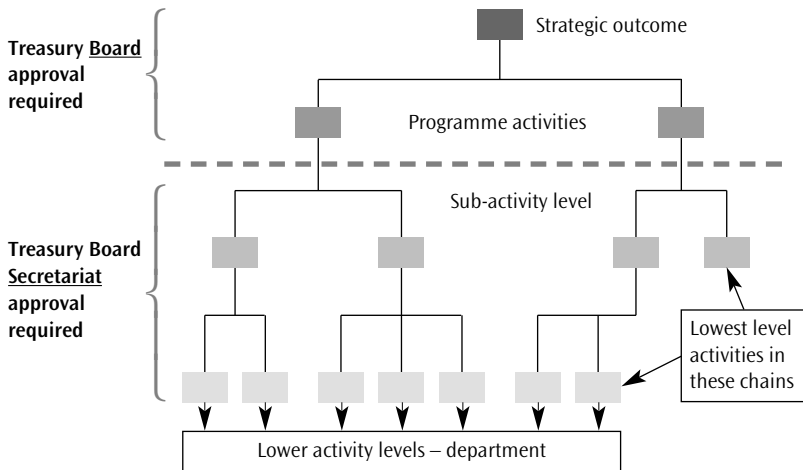 Strategic outcome
Treasury Board
approval
required
Programme activities
Sub-activity level
Treasury Board
Secretariat
approval
required
Lowest level
activities in
these chains
Lower activity levels – department